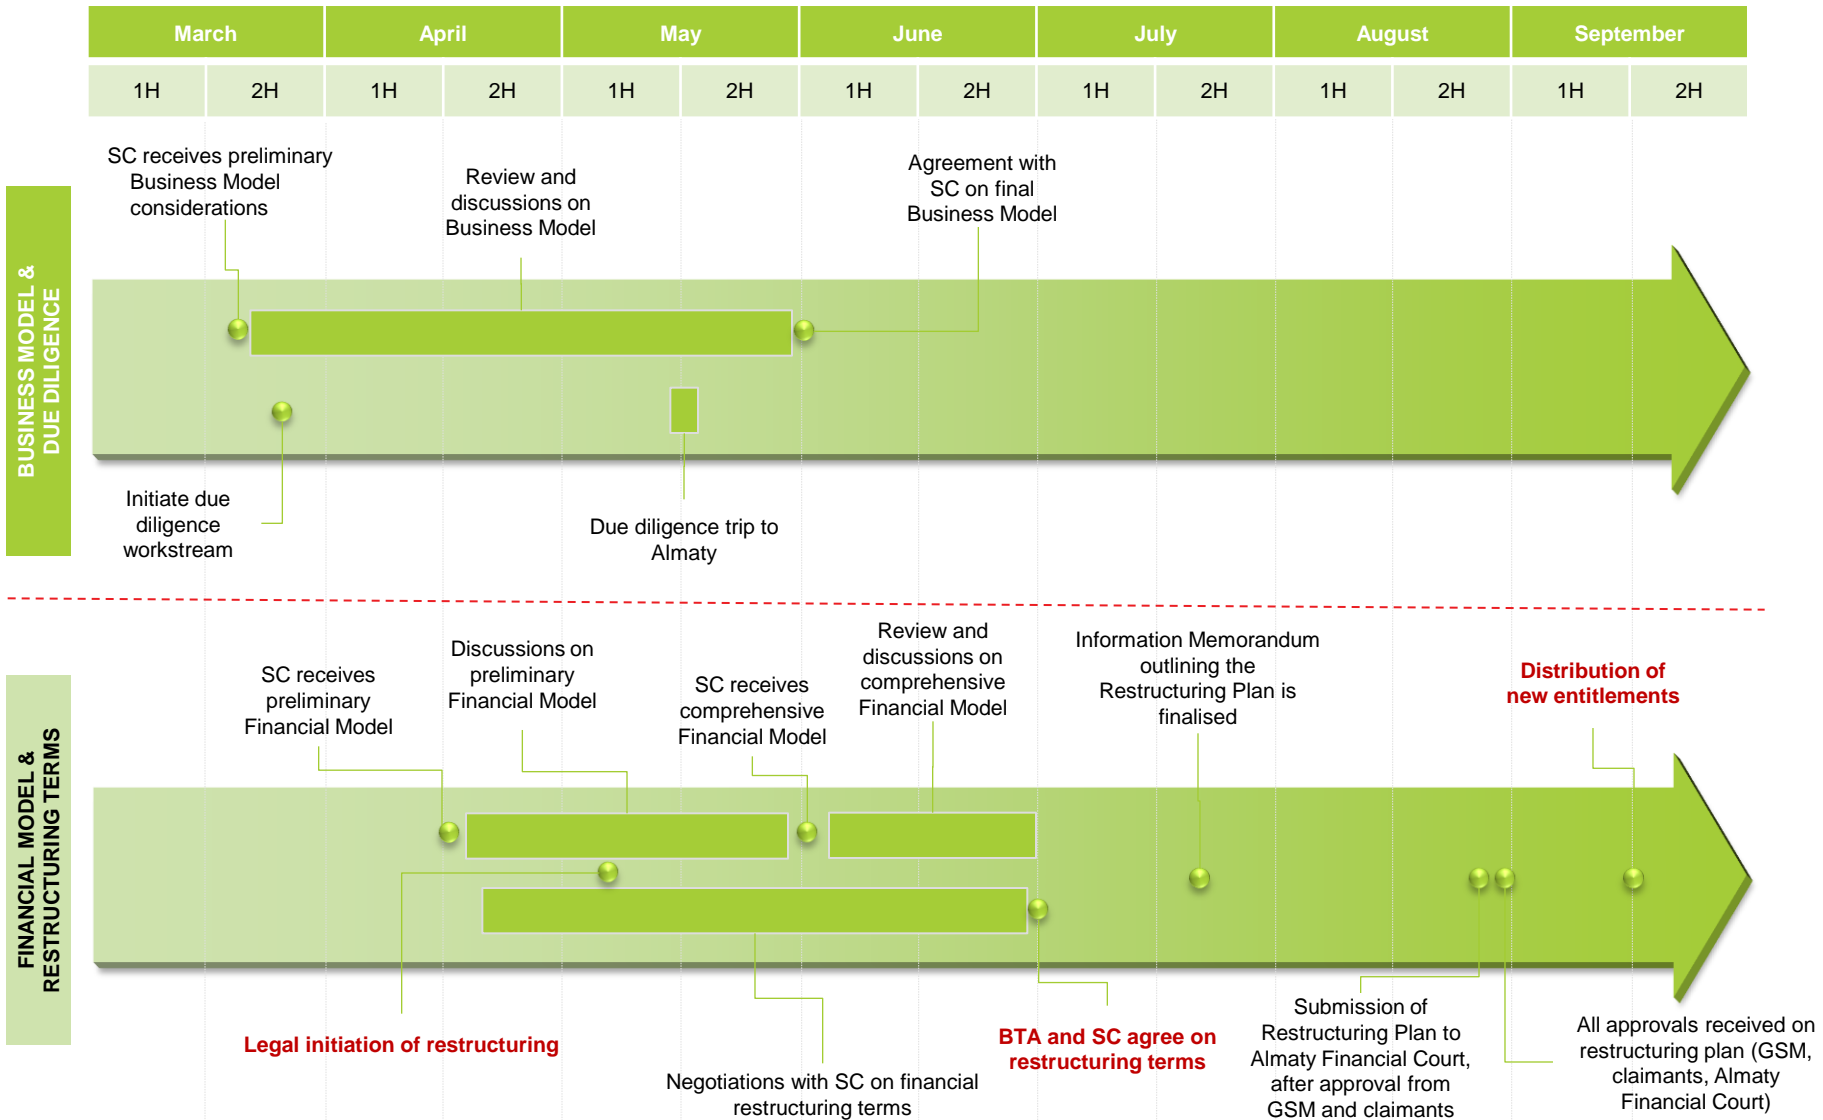 March
April
May
June
July
August
September
1H
2H
1H
2H
1H
2H
1H
2H
1H
2H
1H
2H
1H
2H
BUSINESS MODEL &
DUE DILIGENCE
SC receives preliminary
Business Model
considerations
Review and
discussions on
Business Model
Agreement with
SC on final
Business Model
Initiate due
diligence
workstream
Due diligence trip to
Almaty
FINANCIAL MODEL &
RESTRUCTURING TERMS
SC receives
preliminary
Financial Model
Discussions on
preliminary
Financial Model
SC receives
comprehensive
Financial Model
Review and
discussions on
comprehensive
Financial Model
Information Memorandum
outlining the
Restructuring Plan is
finalised
Distribution of
new entitlements
Legal initiation of restructuring
Negotiations with SC on financial
restructuring terms
BTA and SC agree on
restructuring terms
Submission of
Restructuring Plan to
Almaty Financial Court,
after approval from
GSM and claimants
All approvals received on
restructuring plan (GSM,
claimants, Almaty
Financial Court)